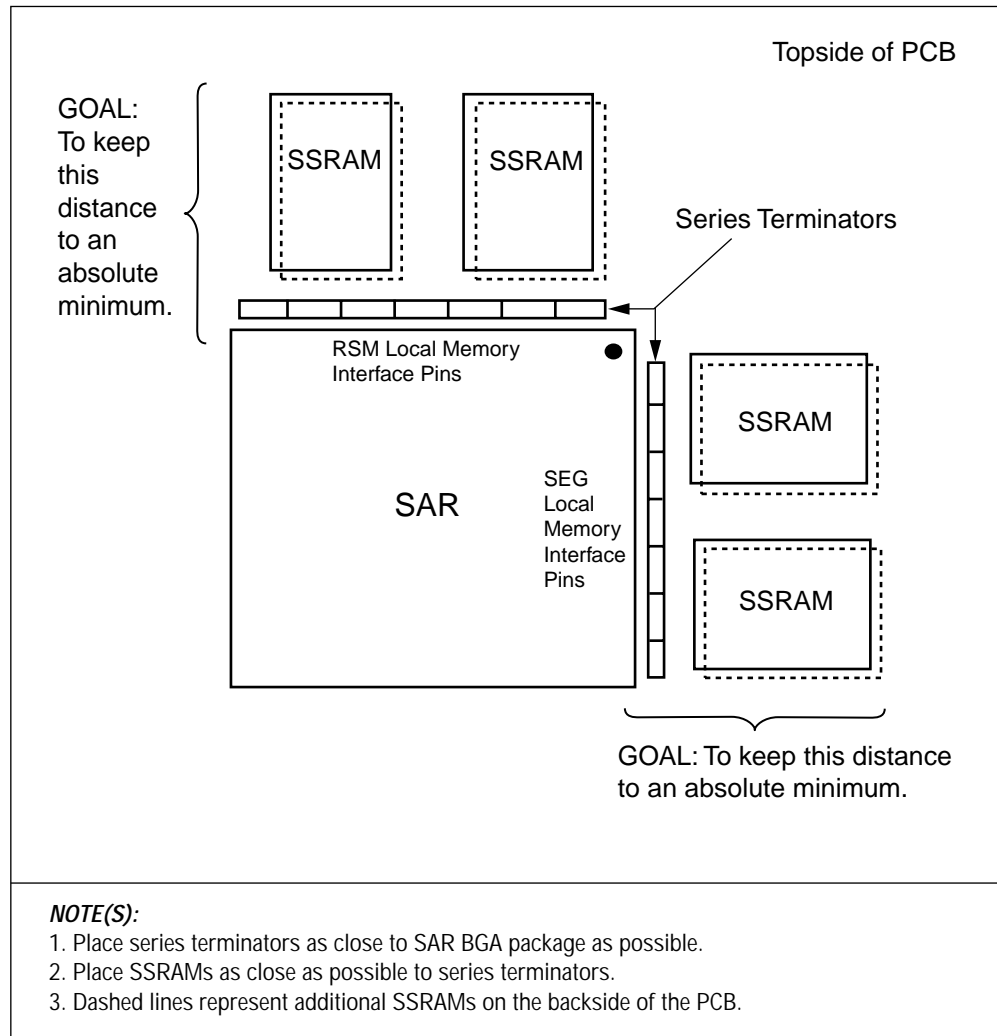 Topside of PCB
GOAL:
To keep
this
distance
to an
absolute
minimum.
SSRAM
SSRAM
Series Terminators
RSM Local Memory
Interface Pins
SSRAM
SAR
SEG
Local
Memory
Interface
Pins
SSRAM
GOAL: To keep this distance
to an absolute minimum.
NOTE(S):
1. Place series terminators as close to SAR BGA package as possible.
2. Place SSRAMs as close as possible to series terminators.
3. Dashed lines represent additional SSRAMs on the backside of the PCB.